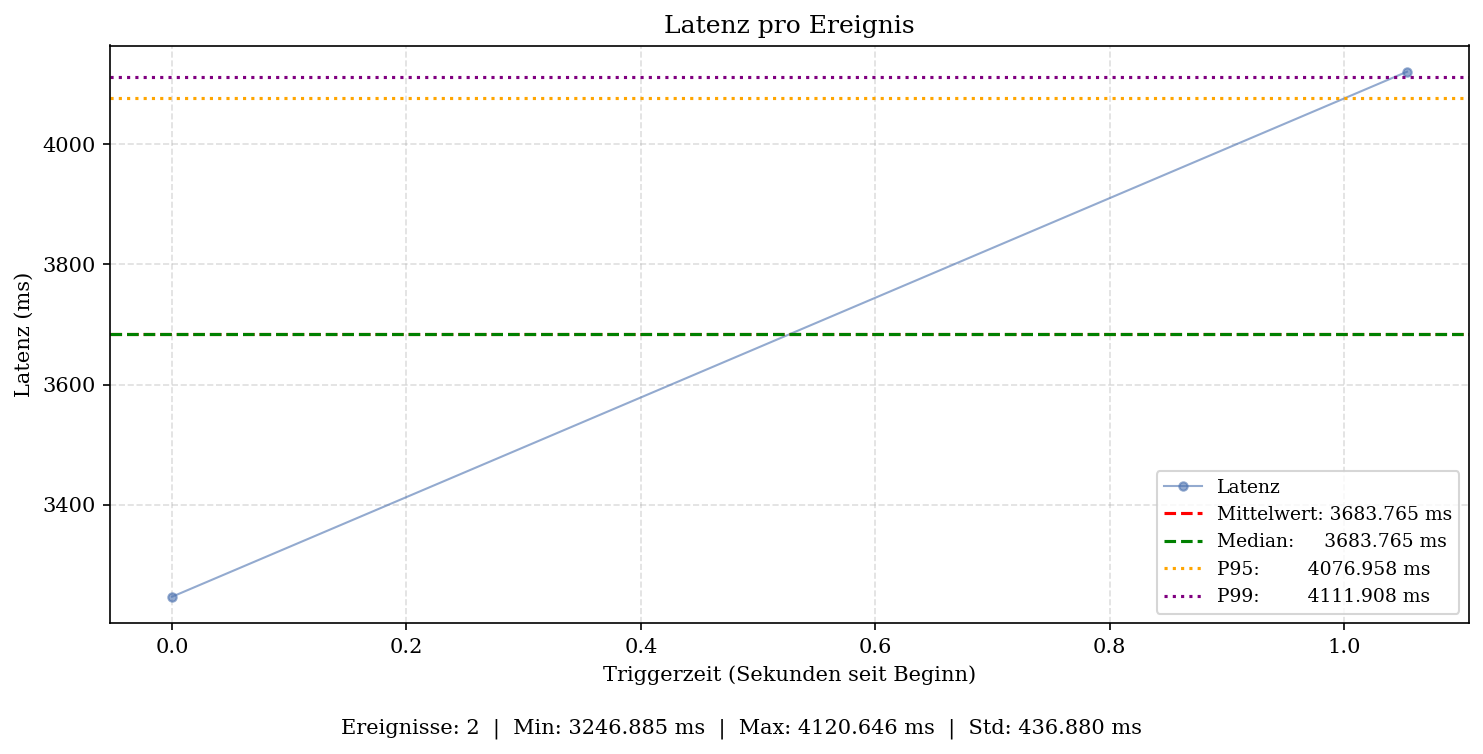 Latenz pro Ereignis
4000
3800
3600
3400
Latenz (ms)
Latenz
Mittelwert: 3683.765 ms
Median: 3683.765 ms
P95: 4076.958 ms
P99: 4111.908 ms
0.0 0.2 0.4 0.6 0.8 1.0
Triggerzeit (Sekunden seit Beginn)
Ereignisse: 2 | Min: 3246.885 ms | Max: 4120.646 ms | Std: 436.880 ms